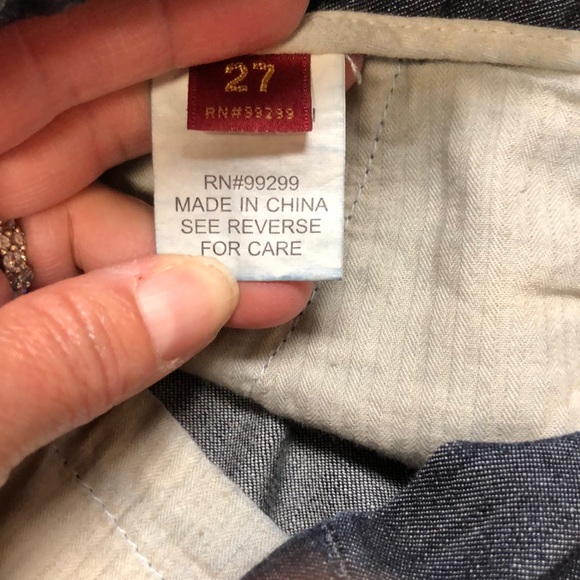 27
RN#99299
RN#99299
MADE IN CHINA
SEE REVERSE
FOR CARE